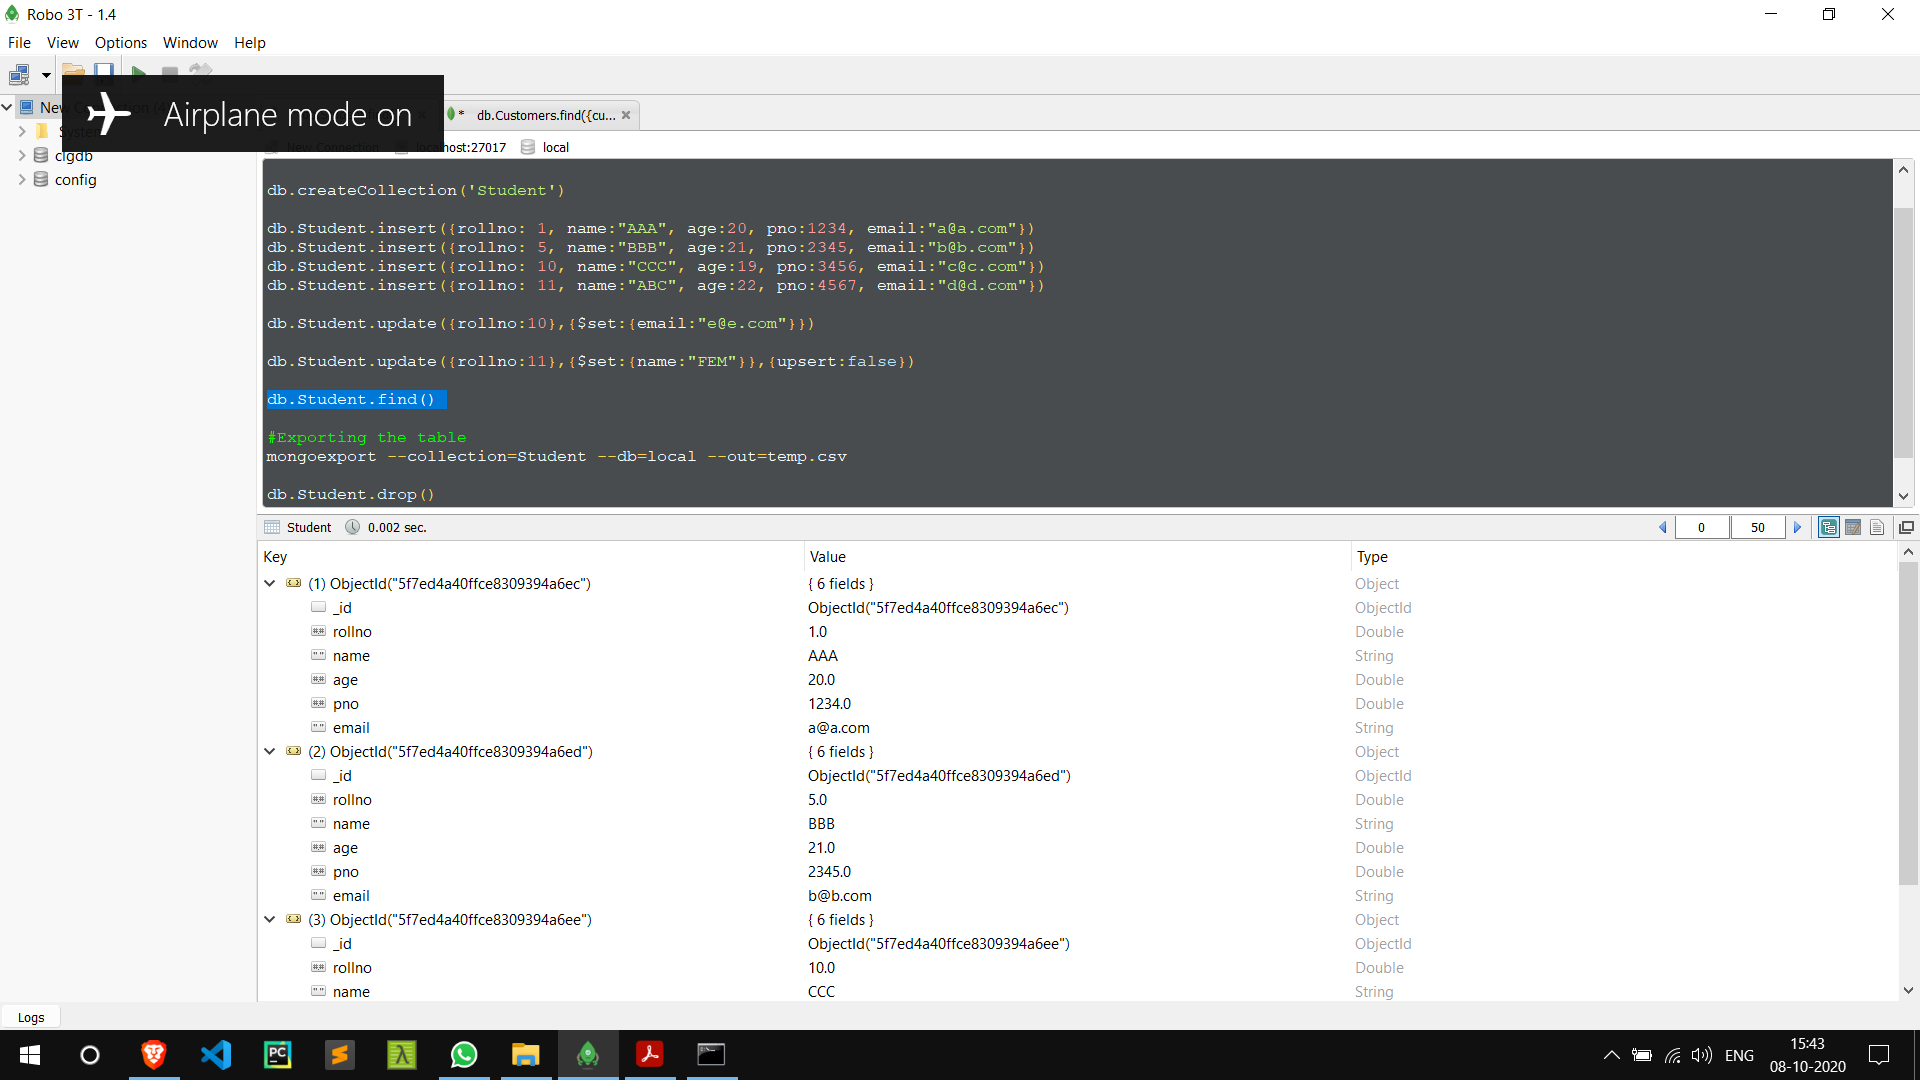 Robo 3T - 1.4
File View Options Window Help
Airplane mode on
New
* db.Customers.find({cu...
System
localhost:27017 local
clgdb
config
db.createCollection('Student')
db.Student.insert({rollno: 1, name:"AAA", age:20, pno:1234, email:"a@a.com"})
db.Student.insert({rollno: 5, name:"BBB", age:21, pno:2345, email:"b@b.com"})
db.Student.insert({rollno: 10, name:"CCC", age:19, pno:3456, email:"c@c.com"})
db.Student.insert({rollno: 11, name:"ABC", age:22, pno:4567, email:"d@d.com"})
db.Student.update({rollno:10},{$set:{email:"e@e.com"}})
db.Student.update({rollno:11},{$set:{name:"FEM"}},{upsert:false})
db.Student.find()
#Exporting the table
mongoexport --collection=Student --db=local --out=temp.csv
db.Student.drop()
Student 0.002 sec. 0 50
Key Value Type
(1) ObjectId("5f7ed4a40ffce8309394a6ec") { 6 fields } Object
_id ObjectId("5f7ed4a40ffce8309394a6ec") ObjectId
rollno 1.0 Double
name AAA String
age 20.0 Double
pno 1234.0 Double
email a@a.com String
(2) ObjectId("5f7ed4a40ffce8309394a6ed") { 6 fields } Object
_id ObjectId("5f7ed4a40ffce8309394a6ed") ObjectId
rollno 5.0 Double
name BBB String
age 21.0 Double
pno 2345.0 Double
email b@b.com String
(3) ObjectId("5f7ed4a40ffce8309394a6ee") { 6 fields } Object
_id ObjectId("5f7ed4a40ffce8309394a6ee") ObjectId
rollno 10.0 Double
name CCC String
Logs
ENG 15:43
08-10-2020